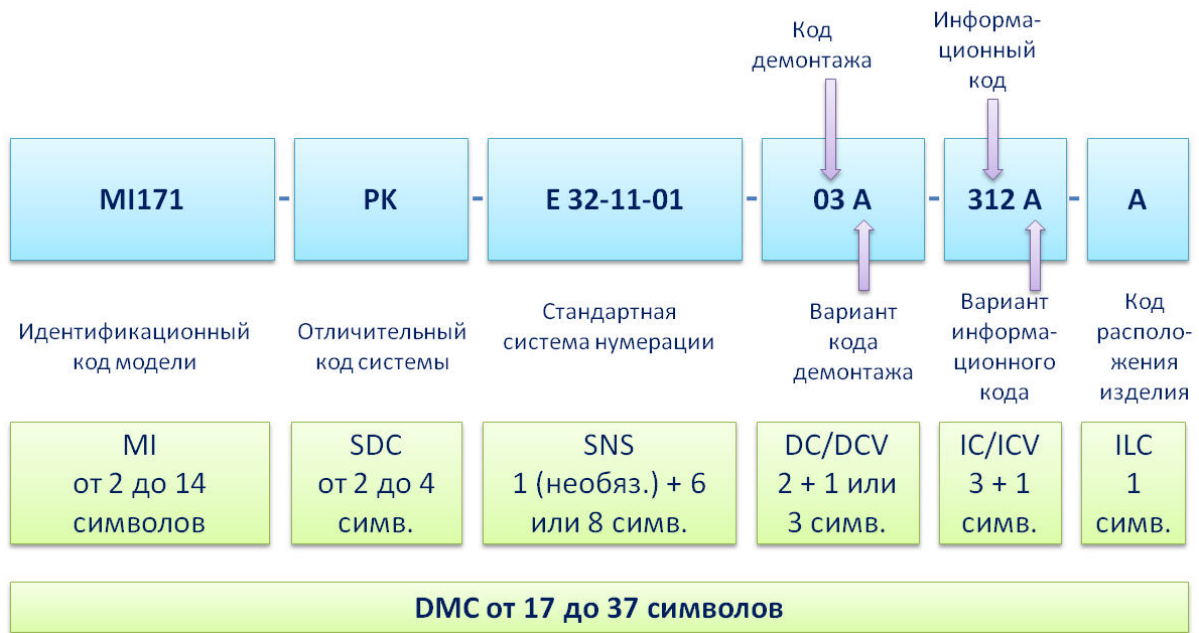 Код
демонтажа
Информа-
ционный
код
MI171 - РК - Е 32-11-01 - 03 А - 312 А - А
Идентификационный
код модели
Отличительный
код системы
Стандартная
система нумерации
Вариант
кода
демонтажа
Вариант
информа-
ционного
кода
Код
располо-
жения
изделия
MI
от 2 до 14
символов
SDC
от 2 до 4
симв.
SNS
1 (необяз.) + 6
или 8 симв.
DC/DCV
2 + 1 или
3 симв.
IC/ICV
3 + 1
симв.
ILC
1
симв.
DMC от 17 до 37 символов